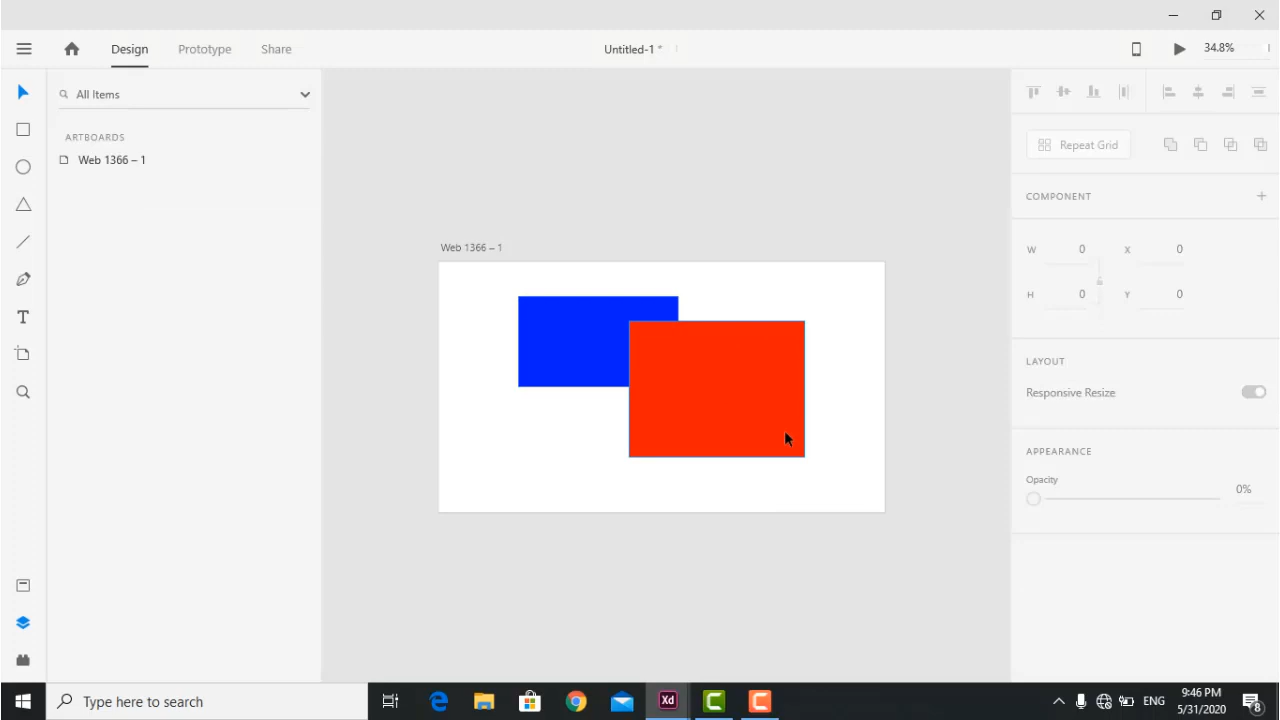 Design
Prototype
Share
Untitled-1 *
34.8%
All Items
ARTBOARDS
Web 1366 – 1
Web 1366 – 1
Repeat Grid
COMPONENT
W 0 X 0
H 0 Y 0
LAYOUT
Responsive Resize
APPEARANCE
Opacity
0%
Type here to search
Xd
ENG
9:46 PM
5/31/2020
8